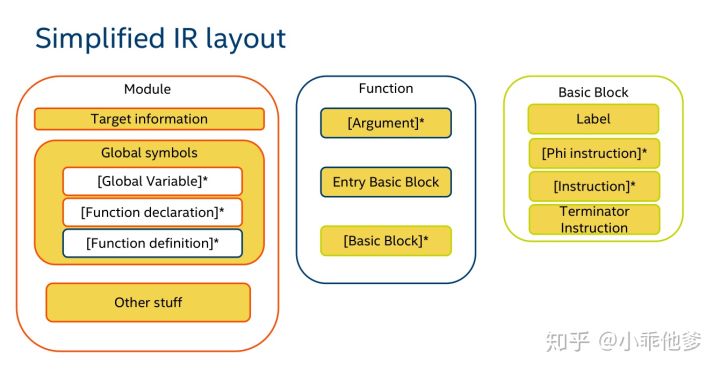 Simplified IR layout
Module
Target information
Global symbols
[Global Variable]*
[Function declaration]*
[Function definition]*
Other stuff
Function
[Argument]*
Entry Basic Block
[Basic Block]*
Basic Block
Label
[Phi instruction]*
[Instruction]*
Terminator
Instruction
知乎 @小乖他爹